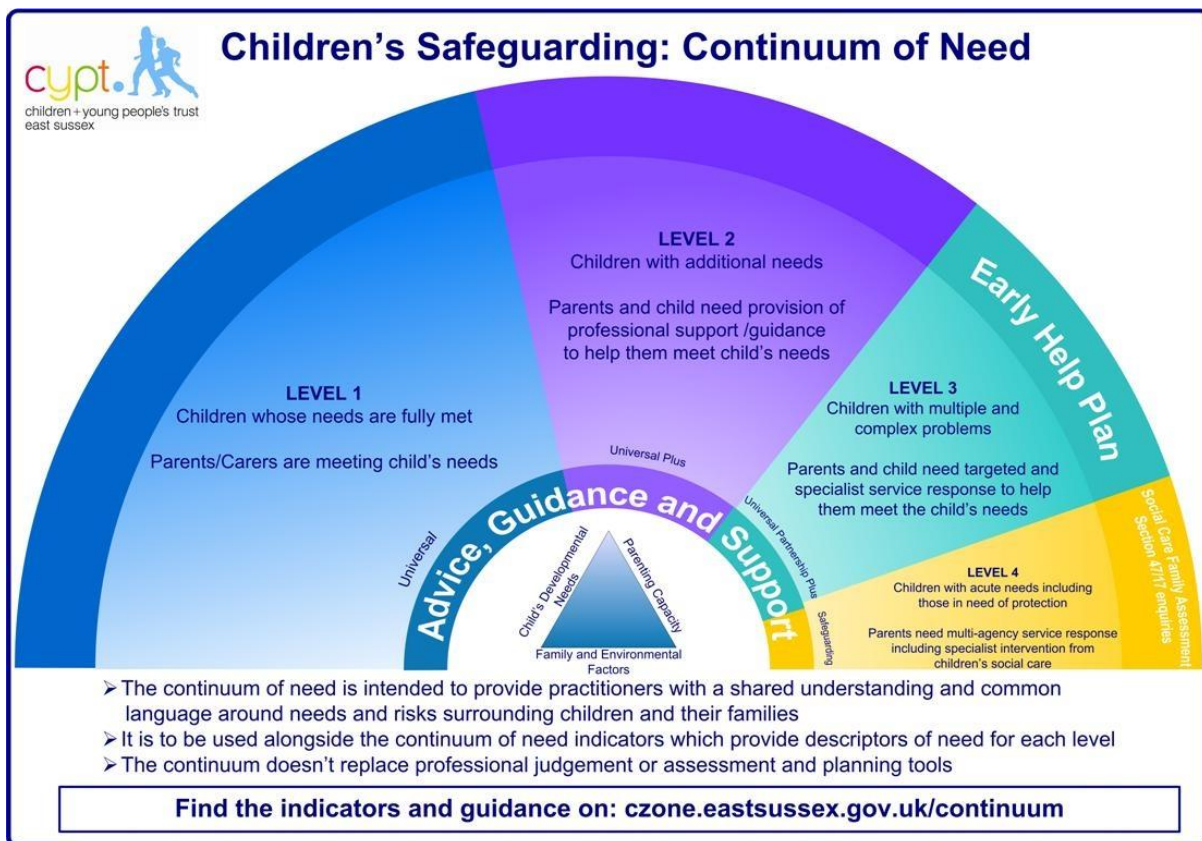 Children's Safeguarding: Continuum of Need
cypt.
children+young people's trust
east sussex
LEVEL 1
Children whose needs are fully met
Parents/Carers are meeting child's needs
LEVEL 2
Children with additional needs
Parents and child need provision of
professional support /guidance
to help them meet child's needs
Early Help Plan
LEVEL 3
Children with multiple and
complex problems
Parents and child need targeted and
specialist service response to help
them meet the child's needs
Social Care Family Assessment
Section 47/17 enquiries
LEVEL 4
Children with acute needs including
those in need of protection
Parents need multi-agency service response
including specialist intervention from
children's social care
Universal
Universal Plus
Universal Partnership Plus
Safeguarding
Advice, Guidance and Support
Child's Developmental
Needs
Parenting Capacity
Family and Environmental
Factors
➢ The continuum of need is intended to provide practitioners with a shared understanding and common
language around needs and risks surrounding children and their families
➢ It is to be used alongside the continuum of need indicators which provide descriptors of need for each level
➢ The continuum doesn't replace professional judgement or assessment and planning tools
Find the indicators and guidance on: czone.eastsussex.gov.uk/continuum